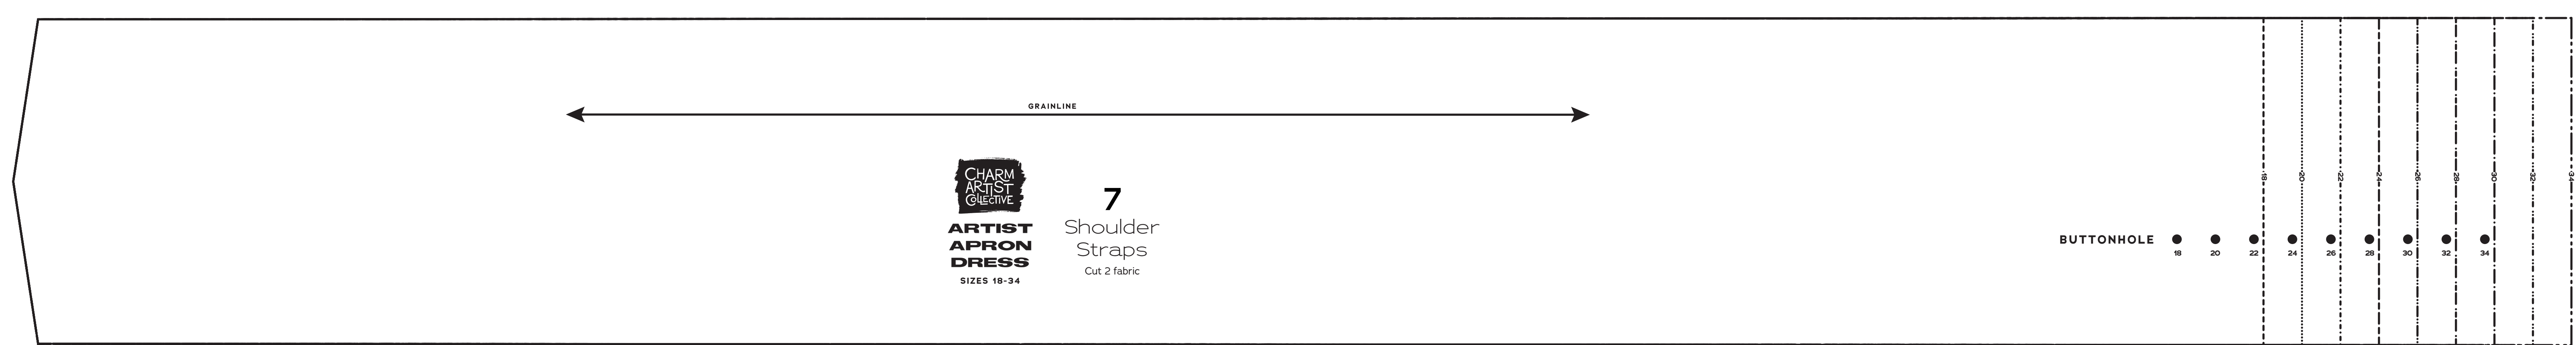 GRAINLINE
CHARM
ARTIST
COLLECTIVE
ARTIST
APRON
DRESS
SIZES 18-34
7
Shoulder
Straps
Cut 2 fabric
18 20 22 24 26 28 30 32 34
BUTTONHOLE
18 20 22 24 26 28 30 32 34